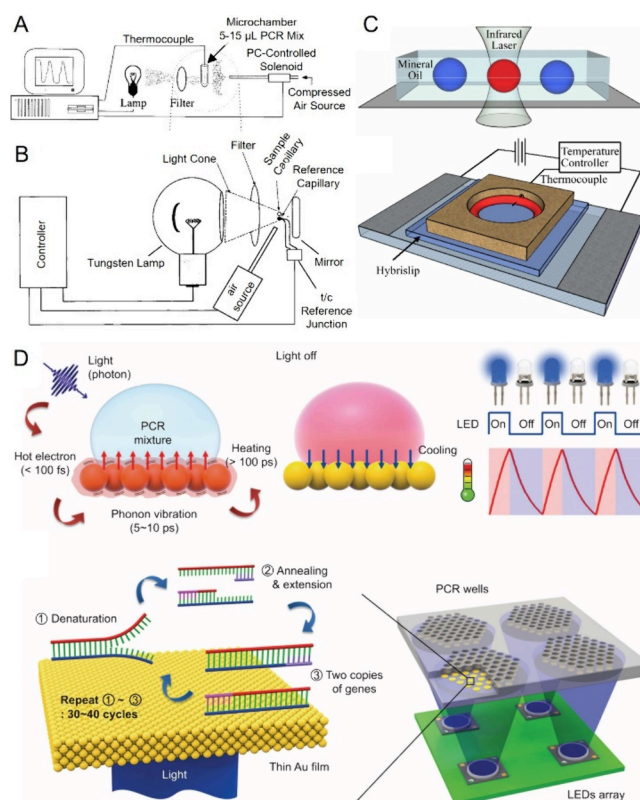 A
Thermocouple
Microchamber
5-15 µL PCR Mix
PC-Controlled
Solenoid
Lamp
Filter
Compressed
Air Source
B
Light Cone
Filter
Sample
Caoillary
Reference
Capillary
Controller
Tungsten Lamp
air
source
Mirror
t/c
Reference
Junction
C
Infrared
Laser
Mineral
Oil
Temperature
Controller
Thermocouple
Hybrislip
D
Light
(photon)
Light off
PCR
mixture
Hot electron
(< 100 fs)
Heating
(> 100 ps)
Cooling
Phonon vibration
(5~10 ps)
LED
On
Off
On
Off
On
Off
① Denaturation
② Annealing
& extension
③ Two copies
of genes
Repeat ① ~ ③
: 30~40 cycles
Thin Au film
Light
PCR wells
LEDs array